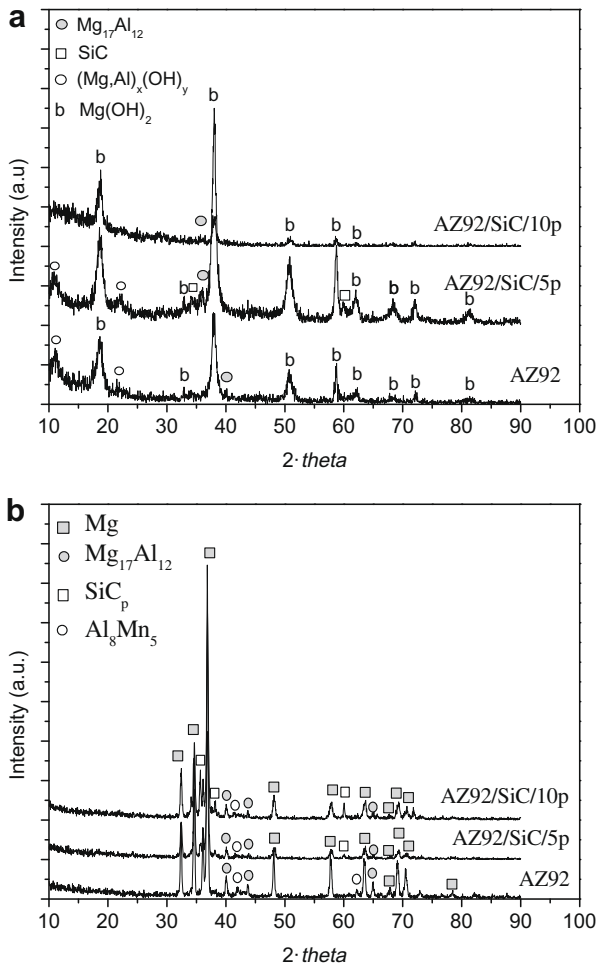 a
Mg17Al12
SiC
(Mg,Al)x(OH)y
b Mg(OH)2
Intensity (a.u)
b
b
AZ92/SiC/10p
b b b
AZ92/SiC/5p
b b b b b
b
AZ92
b b b b b b b
10 20 30 40 50 60 70 80 90 100
2·theta
b
Mg
Mg17Al12
SiCp
Al8Mn5
Intensity (a.u.)
AZ92/SiC/10p
AZ92/SiC/5p
AZ92
10 20 30 40 50 60 70 80 90 100
2·theta